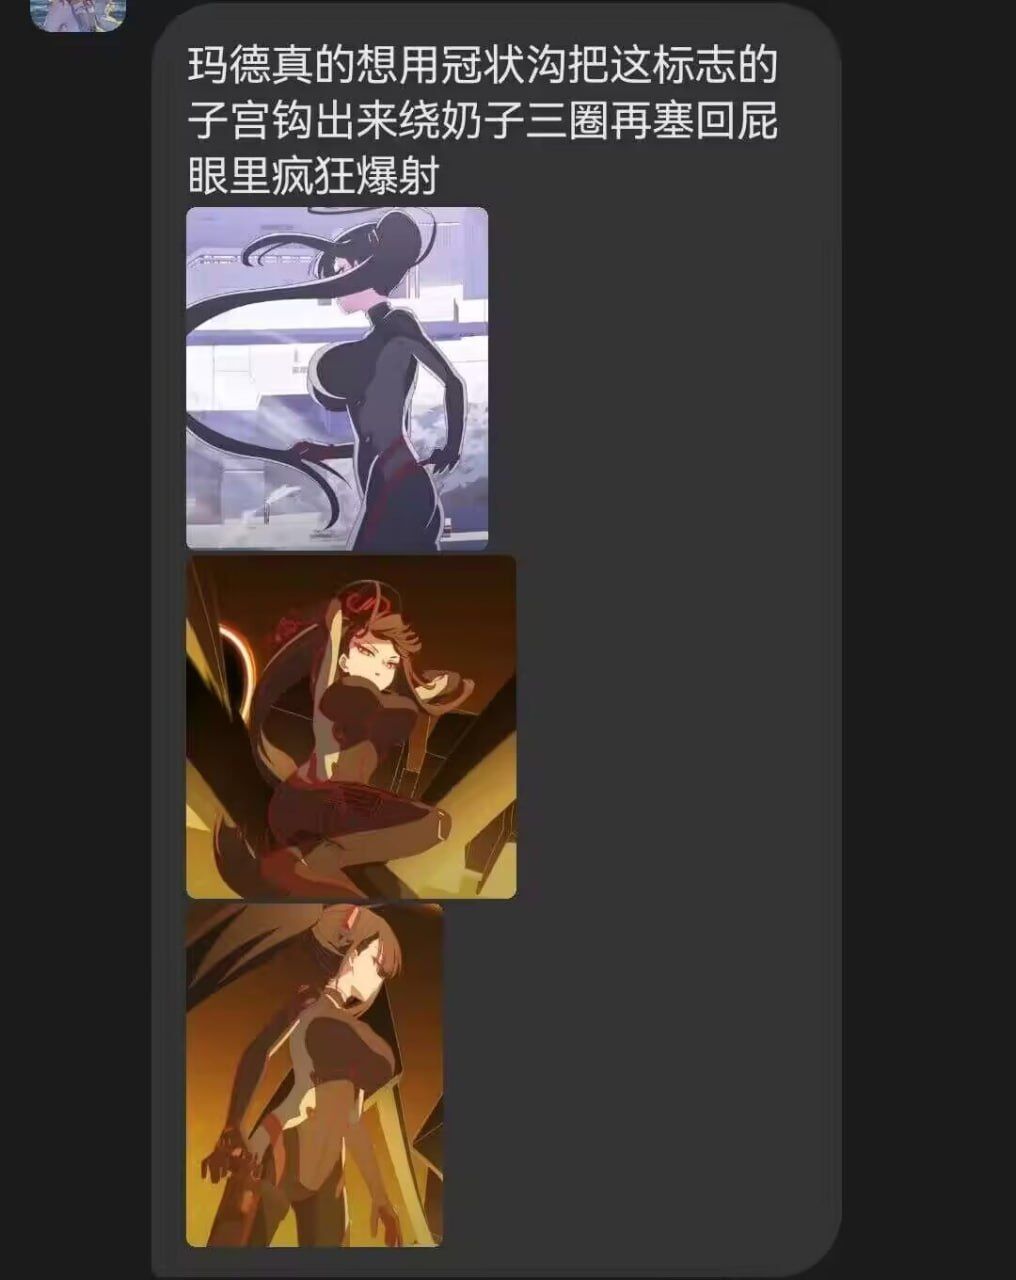 玛德真的想用冠状沟把这标志的
子宫钩出来绕奶子三圈再塞回屁
眼里疯狂爆射